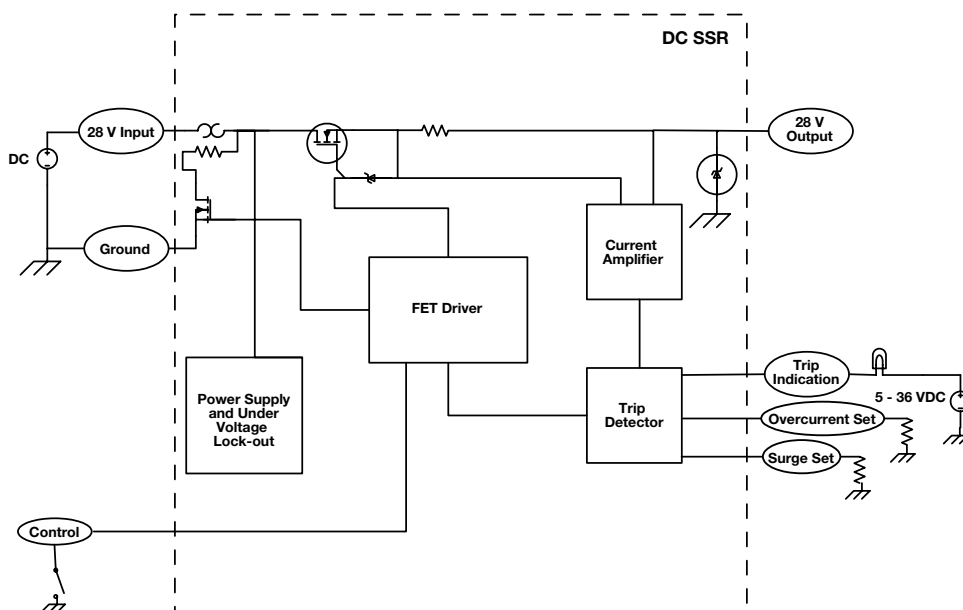 DC SSR
28 V Input
28 V
Output
DC
+
−
Ground
Current
Amplifier
FET Driver
Power Supply
and Under
Voltage
Lock-out
Trip
Detector
Trip
Indication
5 - 36 VDC
+
−
Overcurrent Set
Surge Set
Control